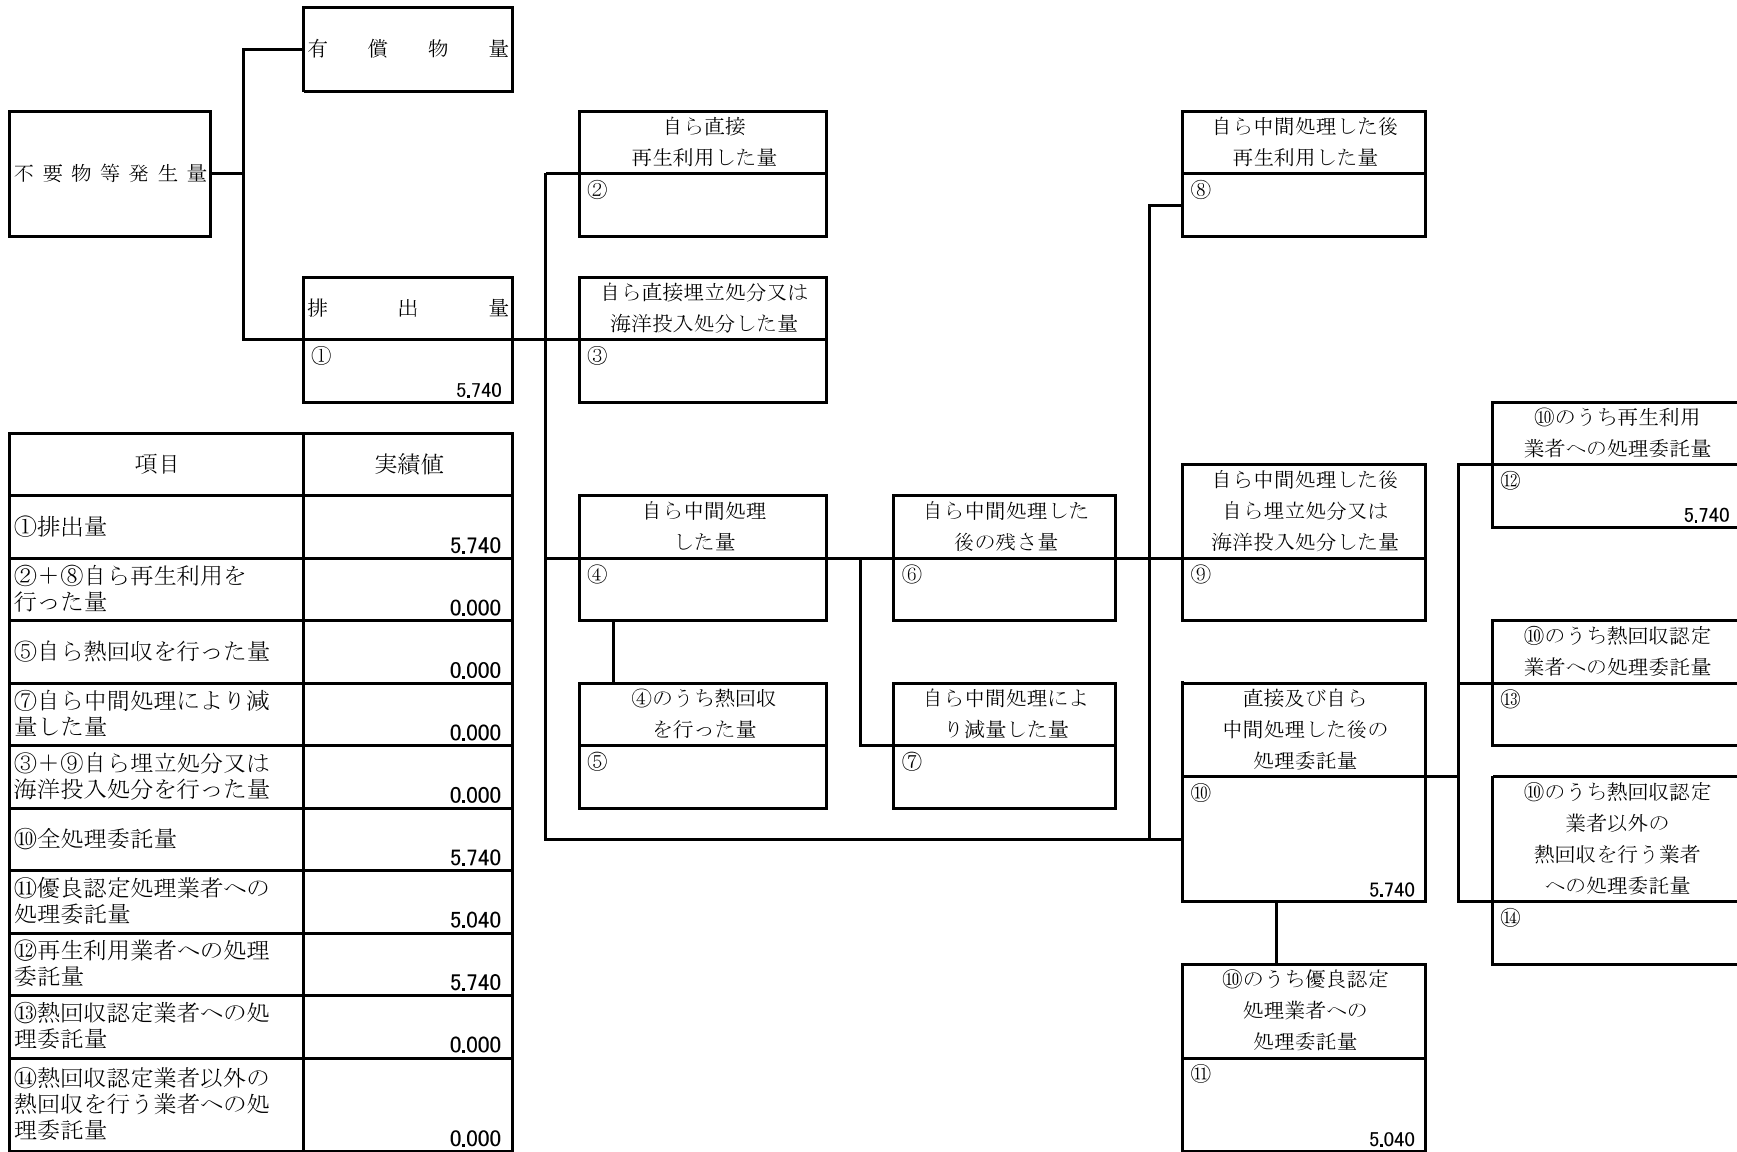 有償物量
不要物等発生量
自ら直接
再生利用した量
②
自ら中間処理した後
再生利用した量
⑧
排出量
①
5.740
自ら直接埋立処分又は
海洋投入処分した量
③
⑩のうち再生利用
業者への処理委託量
⑫
5.740
自ら中間処理
した量
④
自ら中間処理した
後の残さ量
⑥
自ら中間処理した後
自ら埋立処分又は
海洋投入処分した量
⑨
⑩のうち熱回収認定
業者への処理委託量
⑬
④のうち熱回収
を行った量
⑤
自ら中間処理によ
り減量した量
⑦
直接及び自ら
中間処理した後の
処理委託量
⑩
5.740
⑩のうち熱回収認定
業者以外の
熱回収を行う業者
への処理委託量
⑭
⑩のうち優良認定
処理業者への
処理委託量
⑪
5.040
項目 実績値
①排出量
5.740
②＋⑧自ら再生利用を
行った量
0.000
⑤自ら熱回収を行った量
0.000
⑦自ら中間処理により減
量した量
0.000
③＋⑨自ら埋立処分又は
海洋投入処分を行った量
0.000
⑩全処理委託量
5.740
⑪優良認定処理業者への
処理委託量
5.040
⑫再生利用業者への処理
委託量
5.740
⑬熱回収認定業者への処
理委託量
0.000
⑭熱回収認定業者以外の
熱回収を行う業者への処
理委託量
0.000